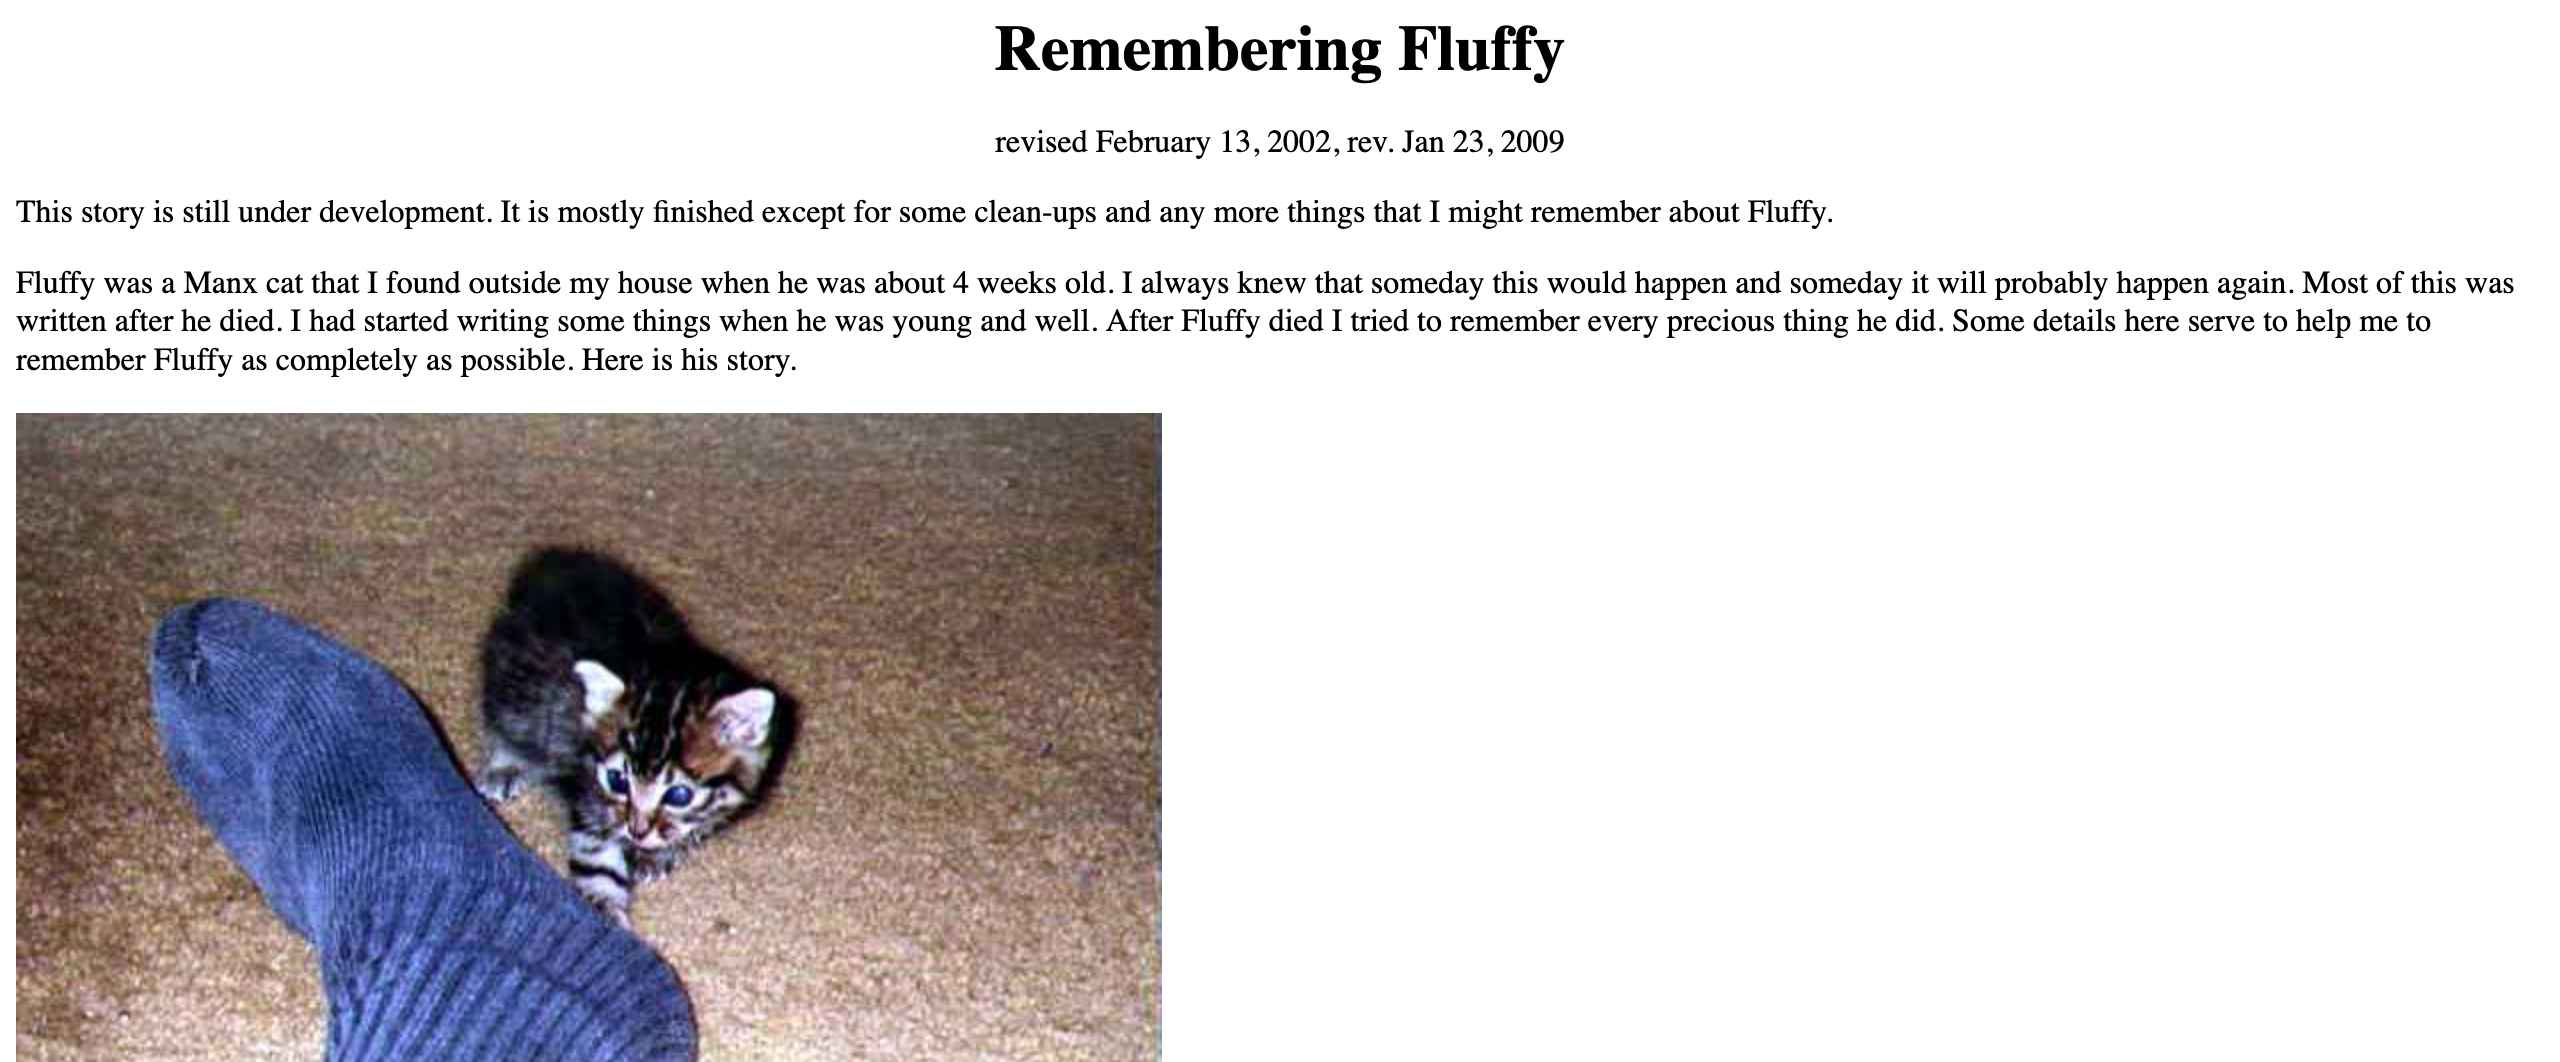 Remembering Fluffy
revised February 13, 2002, rev. Jan 23, 2009
This story is still under development. It is mostly finished except for some clean-ups and any more things that I might remember about Fluffy.
Fluffy was a Manx cat that I found outside my house when he was about 4 weeks old. I always knew that someday this would happen and someday it will probably happen again. Most of this was
written after he died. I had started writing some things when he was young and well. After Fluffy died I tried to remember every precious thing he did. Some details here serve to help me to
remember Fluffy as completely as possible. Here is his story.